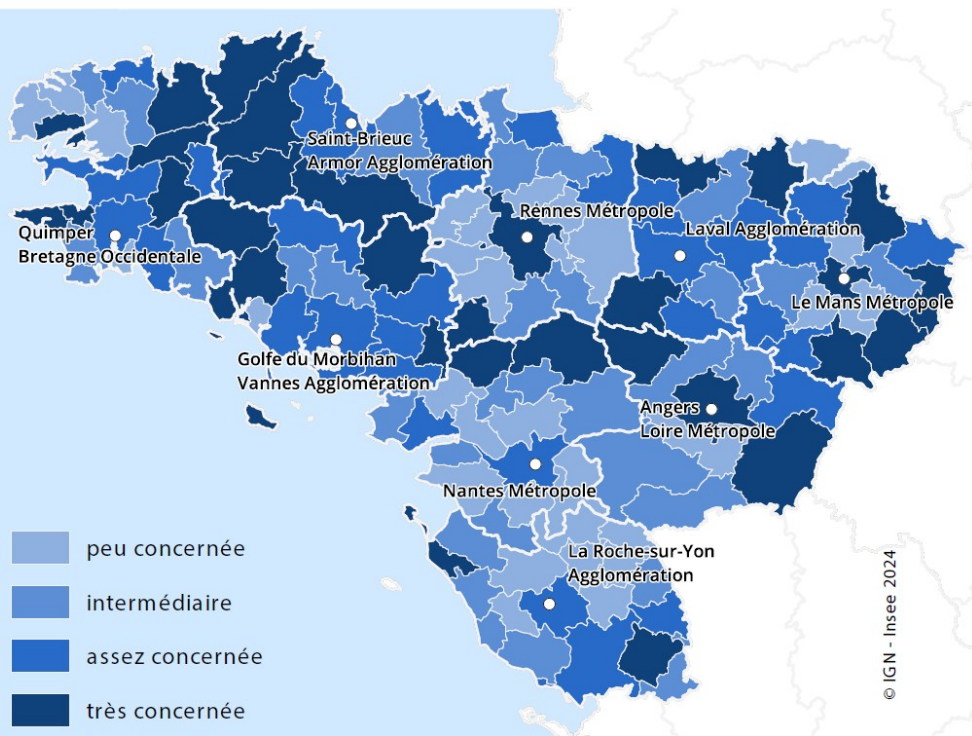 Saint-Brieuc
Armor Agglomération
Rennes Métropole
Quimper
Bretagne Occidentale
Laval Agglomération
Le Mans Métropole
Golfe du Morbihan
Vannes Agglomération
Angers
Loire Métropole
Nantes Métropole
La Roche-sur-Yon
Agglomération
peu concernée
intermédiaire
assez concernée
très concernée
© IGN - Insee 2024